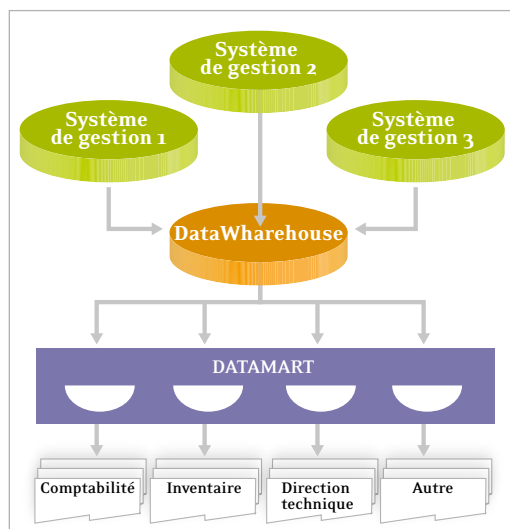 Système
de gestion 2
Système
de gestion 1
Système
de gestion 3
DataWharehouse
DATAMART
Comptabilité
Inventaire
Direction
technique
Autre